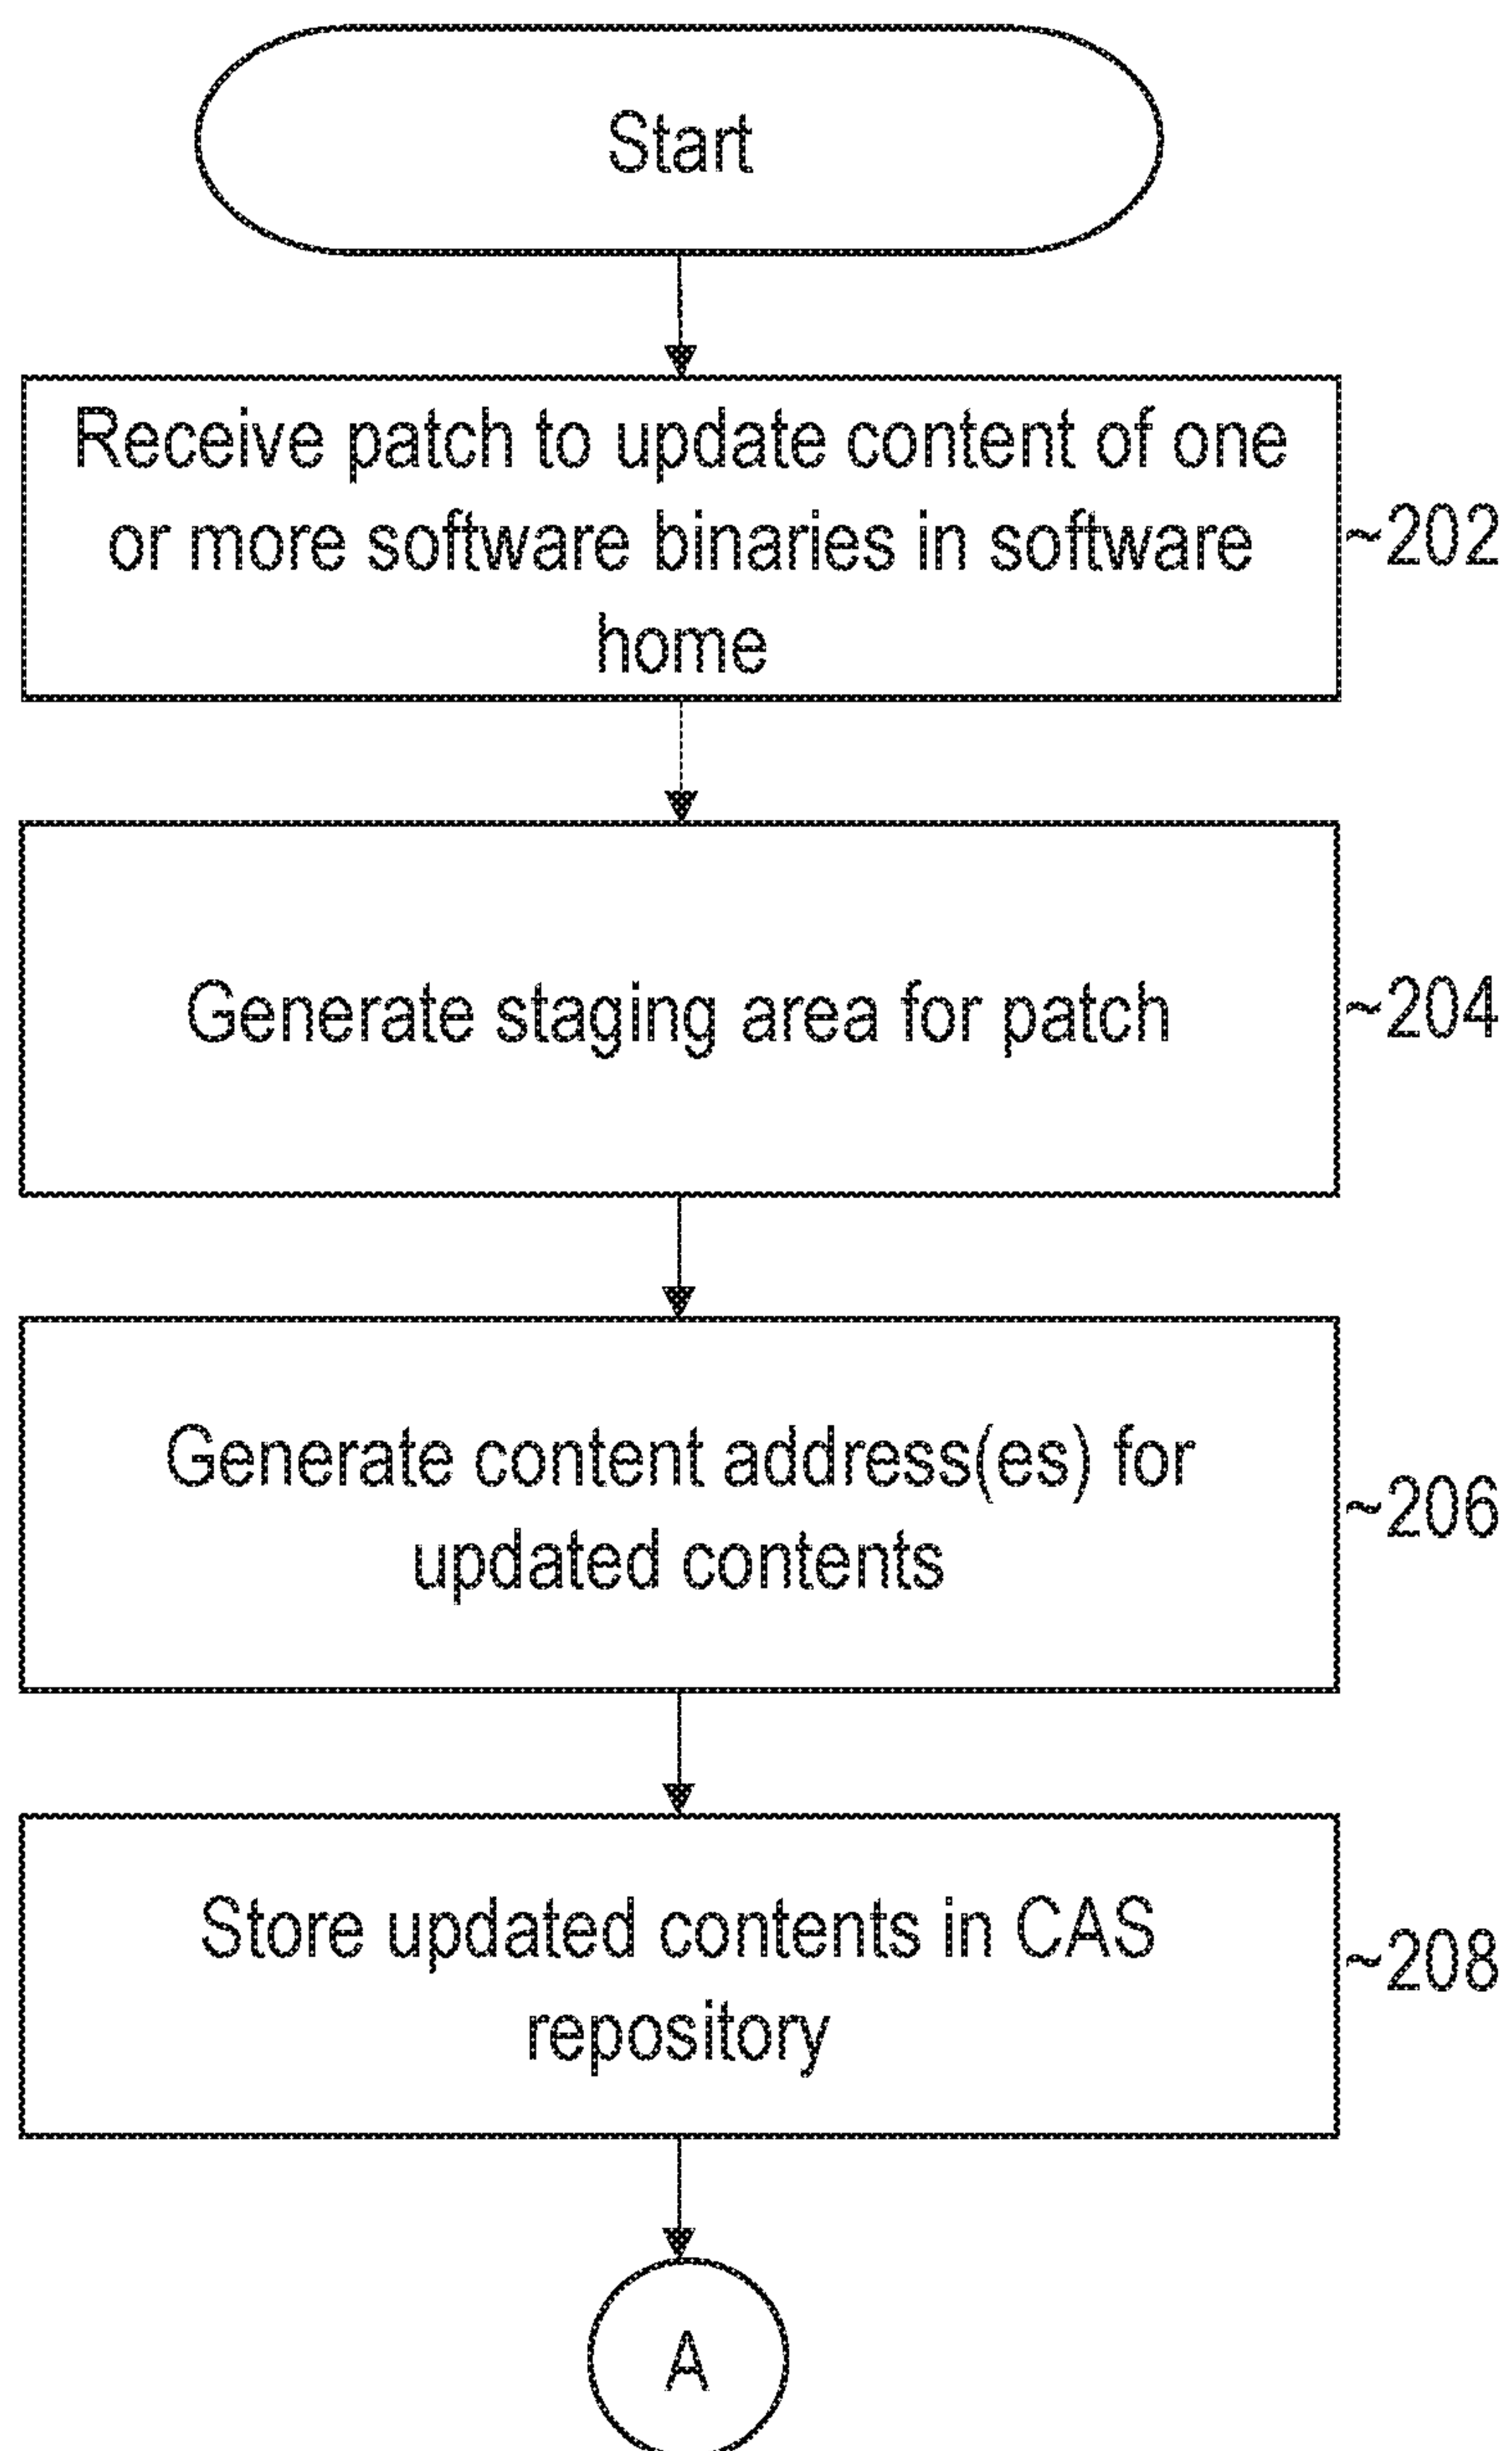 Start
Receive patch to update content of one
or more software binaries in software
home
~202
Generate staging area for patch
~204
Generate content address(es) for
updated contents
~206
Store updated contents in CAS
repository
~208
A